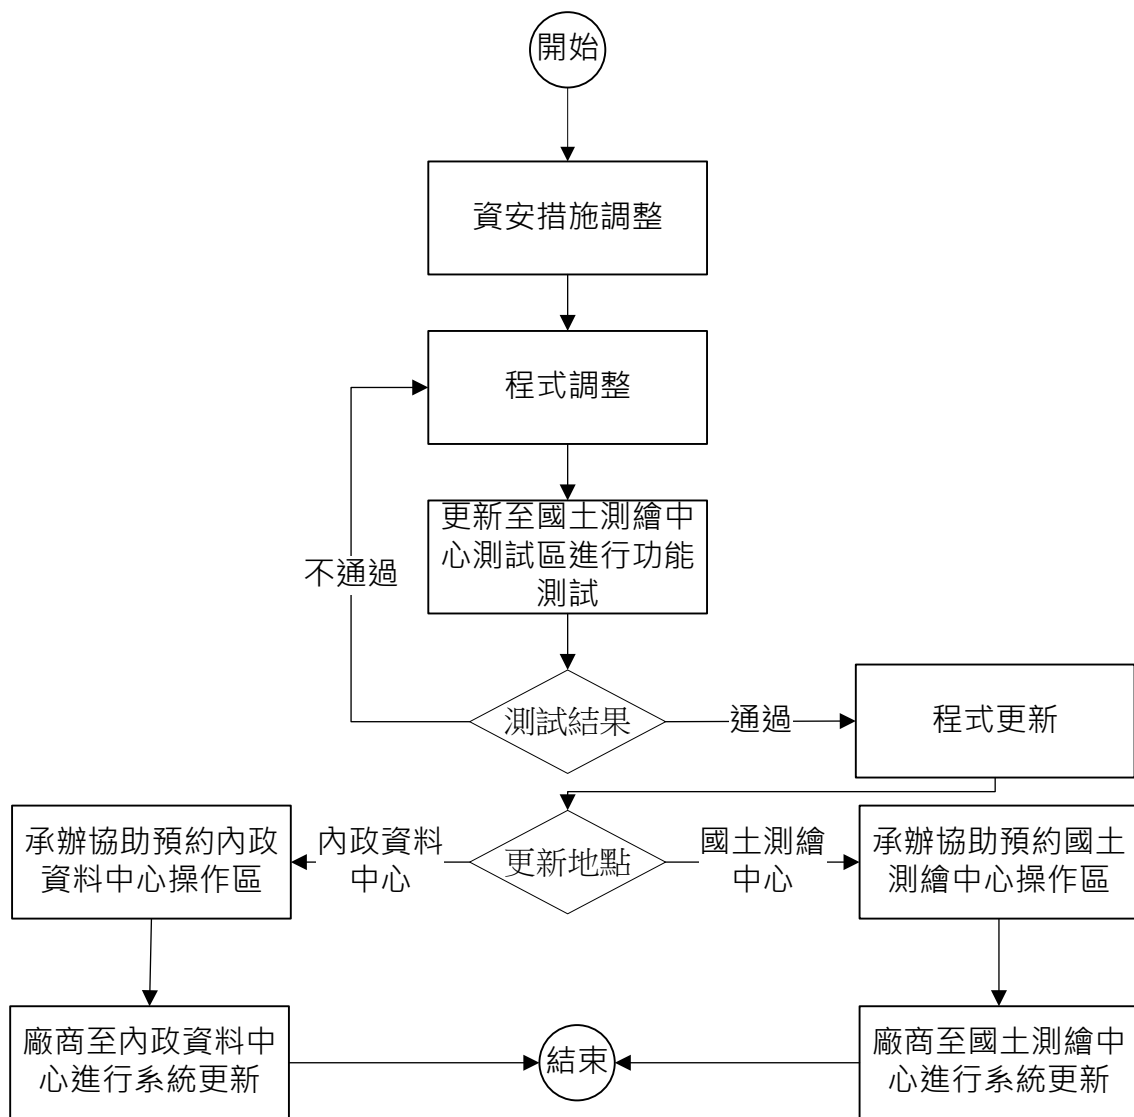 開始
資安措施調整
程式調整
更新至國土測繪中
心測試區進行功能
測試
不通過
測試結果
通過
程式更新
承辦協助預約內政
資料中心操作區
內政資料
中心
更新地點
國土測繪
中心
承辦協助預約國土
測繪中心操作區
廠商至內政資料中
心進行系統更新
結束
廠商至國土測繪中
心進行系統更新